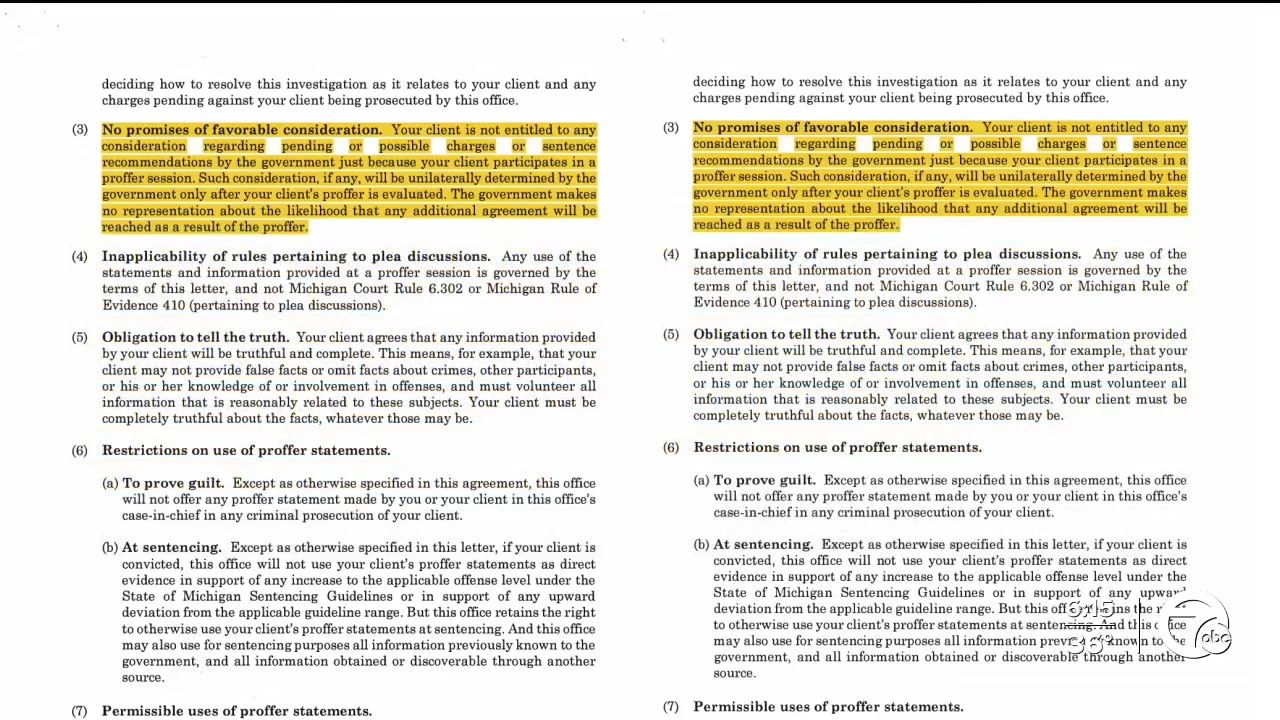 deciding how to resolve this investigation as it relates to your client and any
charges pending against your client being prosecuted by this office.
(3) No promises of favorable consideration. Your client is not entitled to any
consideration regarding pending or possible charges or sentence
recommendations by the government just because your client participates in a
proffer session. Such consideration, if any, will be unilaterally determined by the
government only after your client's proffer is evaluated. The government makes
no representation about the likelihood that any additional agreement will be
reached as a result of the proffer.
(4) Inapplicability of rules pertaining to plea discussions. Any use of the
statements and information provided at a proffer session is governed by the
terms of this letter, and not Michigan Court Rule 6.302 or Michigan Rule of
Evidence 410 (pertaining to plea discussions).
(5) Obligation to tell the truth. Your client agrees that any information provided
by your client will be truthful and complete. This means, for example, that your
client may not provide false facts or omit facts about crimes, other participants,
or his or her knowledge of or involvement in offenses, and must volunteer all
information that is reasonably related to these subjects. Your client must be
completely truthful about the facts, whatever those may be.
(6) Restrictions on use of proffer statements.
(a) To prove guilt. Except as otherwise specified in this agreement, this office
will not offer any proffer statement made by you or your client in this office's
case-in-chief in any criminal prosecution of your client.
(b) At sentencing. Except as otherwise specified in this letter, if your client is
convicted, this office will not use your client's proffer statements as direct
evidence in support of any increase to the applicable offense level under the
State of Michigan Sentencing Guidelines or in support of any upward
deviation from the applicable guideline range. But this office retains the right
to otherwise use your client's proffer statements at sentencing. And this office
may also use for sentencing purposes all information previously known to the
government, and all information obtained or discoverable through another
source.
(7) Permissible uses of proffer statements.
deciding how to resolve this investigation as it relates to your client and any
charges pending against your client being prosecuted by this office.
(3) No promises of favorable consideration. Your client is not entitled to any
consideration regarding pending or possible charges or sentence
recommendations by the government just because your client participates in a
proffer session. Such consideration, if any, will be unilaterally determined by the
government only after your client's proffer is evaluated. The government makes
no representation about the likelihood that any additional agreement will be
reached as a result of the proffer.
(4) Inapplicability of rules pertaining to plea discussions. Any use of the
statements and information provided at a proffer session is governed by the
terms of this letter, and not Michigan Court Rule 6.302 or Michigan Rule of
Evidence 410 (pertaining to plea discussions).
(5) Obligation to tell the truth. Your client agrees that any information provided
by your client will be truthful and complete. This means, for example, that your
client may not provide false facts or omit facts about crimes, other participants,
or his or her knowledge of or involvement in offenses, and must volunteer all
information that is reasonably related to these subjects. Your client must be
completely truthful about the facts, whatever those may be.
(6) Restrictions on use of proffer statements.
(a) To prove guilt. Except as otherwise specified in this agreement, this office
will not offer any proffer statement made by you or your client in this office's
case-in-chief in any criminal prosecution of your client.
(b) At sentencing. Except as otherwise specified in this letter, if your client is
convicted, this office will not use your client's proffer statements as direct
evidence in support of any increase to the applicable offense level under the
State of Michigan Sentencing Guidelines or in support of any upward
deviation from the applicable guideline range. But this the
to otherwise use your client's proffer statements at sentencing. And this
may also use for sentencing purposes all information known to the
government, and all information obtained or discoverable through another
source.
(7) Permissible uses of proffer statements.
6:15
36°
7 abc